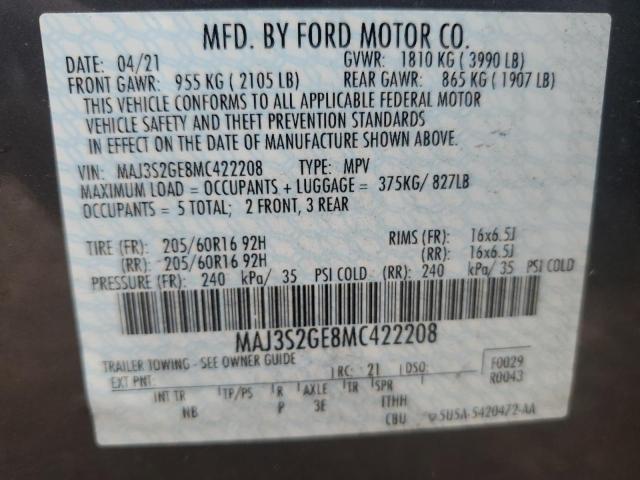 MFD. BY FORD MOTOR CO.
DATE: 04/21 GVWR: 1810 KG ( 3990 LB)
FRONT GAWR: 955 KG ( 2105 LB) REAR GAWR: 865 KG ( 1907 LB)
THIS VEHICLE CONFORMS TO ALL APPLICABLE FEDERAL MOTOR
VEHICLE SAFETY AND THEFT PREVENTION STANDARDS
IN EFFECT ON THE DATE OF MANUFACTURE SHOWN ABOVE.
VIN: MAJ3S2GE8MC422208 TYPE: MPV
MAXIMUM LOAD = OCCUPANTS + LUGGAGE = 375KG/ 827LB
OCCUPANTS = 5 TOTAL; 2 FRONT, 3 REAR
TIRE (FR): 205/60R16 92H RIMS (FR): 16x6.5J
(RR): 205/60R16 92H (RR): 16x6.5J
PRESSURE (FR): 240 kPa/ 35 PSI COLD (RR): 240 kPa/ 35 PSI COLD
MAJ3S2GE8MC422208
TRAILER TOWING - SEE OWNER GUIDE
EXT PNT: RC: 21 DSO: F0029
R0043
INT TR TP/PS R AXLE TR SPR
NB P 3E ITHH
CBU